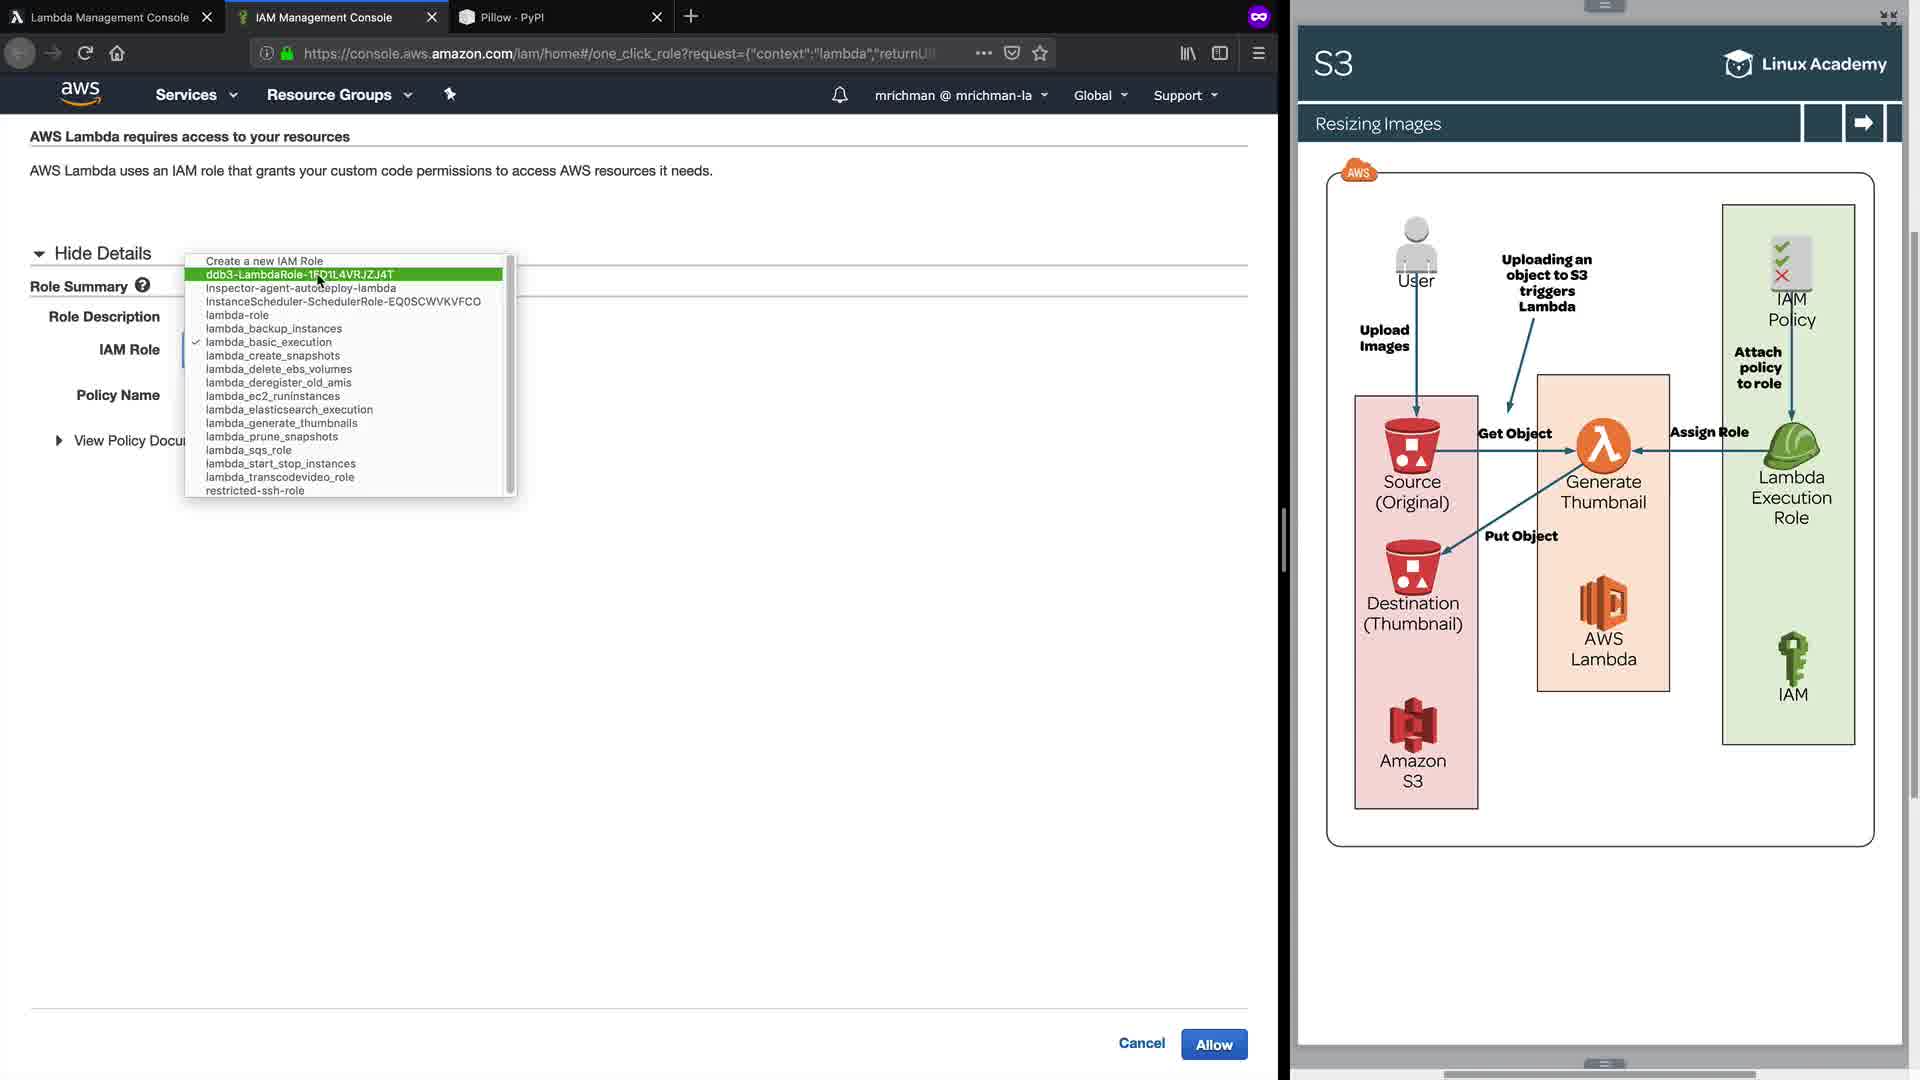 Lambda Management Console
IAM Management Console
Pillow · PyPI
https://console.aws.amazon.com/iam/home#/one_click_role?request={"context":"lambda","returnU
aws
Services
Resource Groups
mrichman @ mrichman-la
Global
Support
AWS Lambda requires access to your resources
AWS Lambda uses an IAM role that grants your custom code permissions to access AWS resources it needs.
Hide Details
Role Summary
Role Description
IAM Role
Policy Name
View Policy Docu
Create a new IAM Role
ddb3-LambdaRole-1FD1L4VRJZJ4T
Inspector-agent-autodeploy-lambda
InstanceScheduler-SchedulerRole-EQ0SCWVKVFCO
lambda-role
lambda_backup_instances
lambda_basic_execution
lambda_create_snapshots
lambda_delete_ebs_volumes
lambda_deregister_old_amis
lambda_ec2_runinstances
lambda_elasticsearch_execution
lambda_generate_thumbnails
lambda_prune_snapshots
lambda_sqs_role
lambda_start_stop_instances
lambda_transcodevideo_role
restricted-ssh-role
Cancel
Allow
S3
Linux Academy
Resizing Images
AWS
User
Uploading an
object to S3
triggers
Lambda
Upload
Images
IAM
Policy
Attach
policy
to role
Get Object
Assign Role
Source
(Original)
Generate
Thumbnail
Lambda
Execution
Role
Put Object
Destination
(Thumbnail)
AWS
Lambda
IAM
Amazon
S3